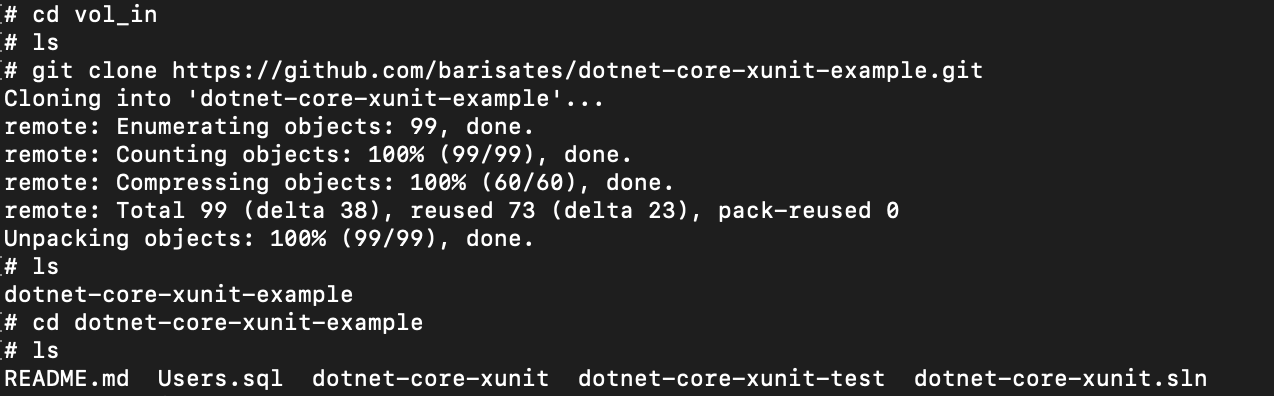 # cd vol_in
# ls
# git clone https://github.com/barisates/dotnet-core-xunit-example.git
Cloning into 'dotnet-core-xunit-example'...
remote: Enumerating objects: 99, done.
remote: Counting objects: 100% (99/99), done.
remote: Compressing objects: 100% (60/60), done.
remote: Total 99 (delta 38), reused 73 (delta 23), pack-reused 0
Unpacking objects: 100% (99/99), done.
# ls
dotnet-core-xunit-example
# cd dotnet-core-xunit-example
# ls
README.md  Users.sql  dotnet-core-xunit  dotnet-core-xunit-test  dotnet-core-xunit.sln